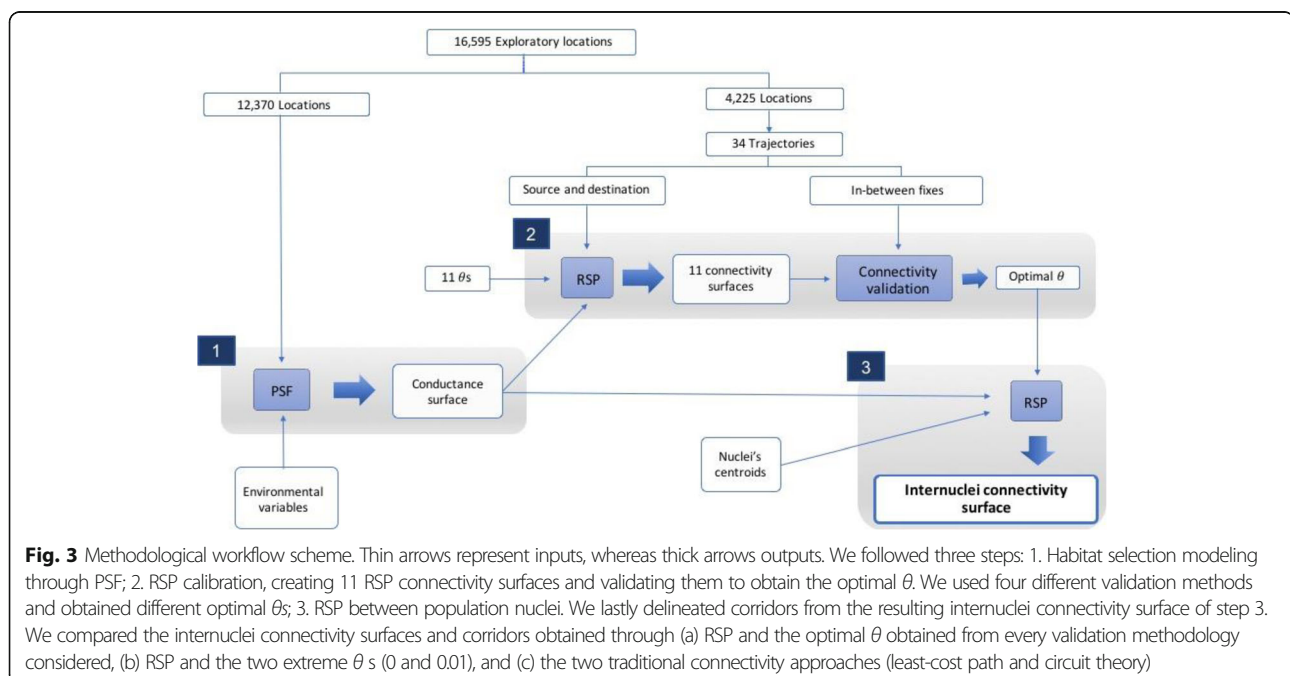 16,595 Exploratory locations
12,370 Locations
4,225 Locations
34 Trajectories
Source and destination
In-between fixes
2
11 θs
RSP
11 connectivity
surfaces
Connectivity
validation
Optimal θ
1
PSF
Conductance
surface
3
RSP
Nuclei's
centroids
Environmental
variables
Internuclei connectivity
surface
Fig. 3 Methodological workflow scheme. Thin arrows represent inputs, whereas thick arrows outputs. We followed three steps: 1. Habitat selection modeling
through PSF; 2. RSP calibration, creating 11 RSP connectivity surfaces and validating them to obtain the optimal θ. We used four different validation methods
and obtained different optimal θs; 3. RSP between population nuclei. We lastly delineated corridors from the resulting internuclei connectivity surface of step 3.
We compared the internuclei connectivity surfaces and corridors obtained through (a) RSP and the optimal θ obtained from every validation methodology
considered, (b) RSP and the two extreme θ s (0 and 0.01), and (c) the two traditional connectivity approaches (least-cost path and circuit theory)